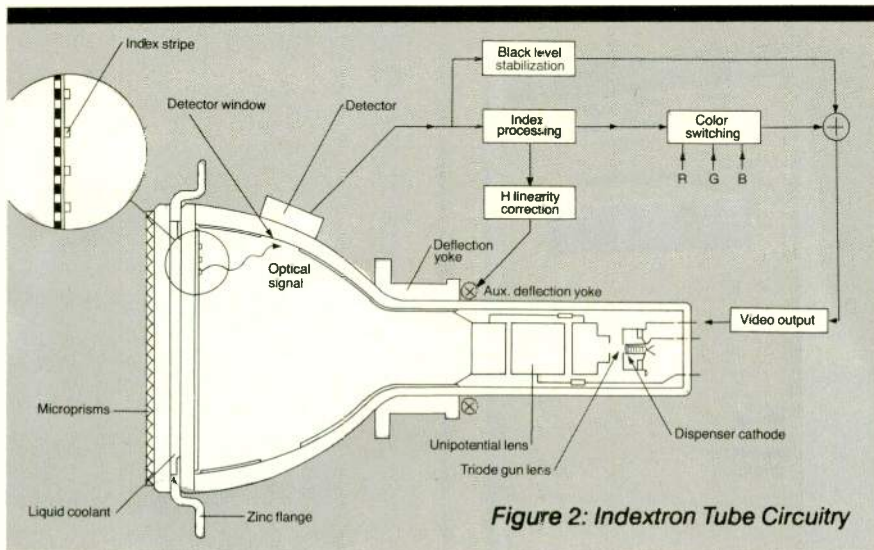 Index stripe
Detector window
Detector
Black level
stabilization
Index
processing
Color
switching
R G B
H linearity
correction
Optical
signal
Deflection
yoke
Aux. deflection yoke
Video output
Microprisms
Unipotential lens
Dispenser cathode
Triode gun lens
Liquid coolant
Zinc flange
Figure 2: Indextron Tube Circuitry